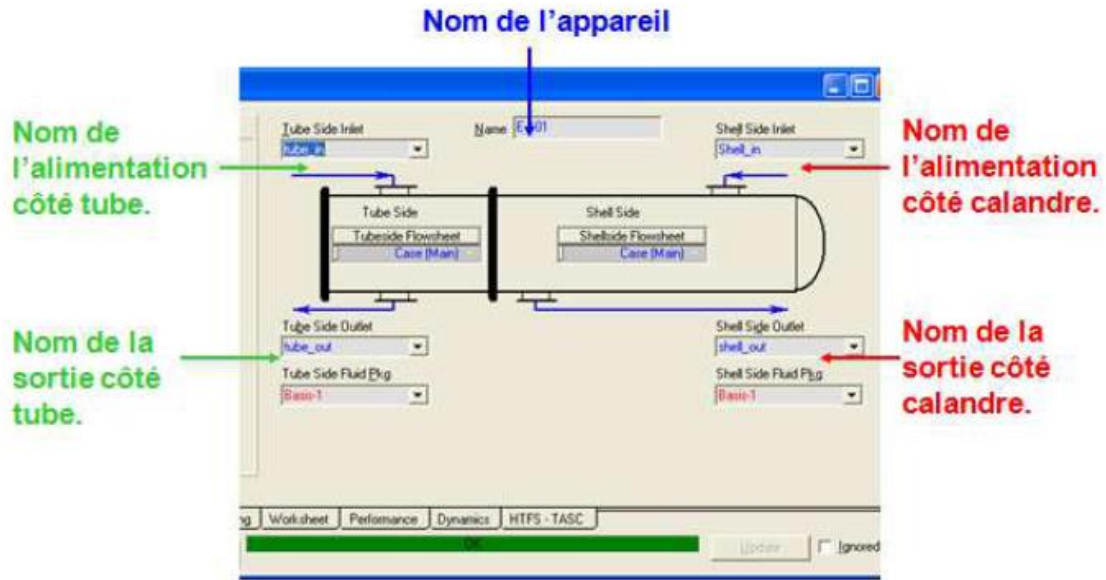 Nom de l'appareil
Nom de
l'alimentation
côté tube.
Tube Side Inlet
tube_in
Name
Shell Side Inlet
Shell_in
Nom de
l'alimentation
côté calandre.
Tube Side
Tubeside Flowsheet
Case (Main)
Shell Side
Shellside Flowsheet
Case (Main)
Nom de la
sortie côté
tube.
Tube Side Outlet
tube_out
Tube Side Fluid Pkg
Basis-1
Shell Side Outlet
shell_out
Shell Side Fluid Pkg
Basis-1
Nom de la
sortie côté
calandre.
Worksheet
Performance
Dynamics
HTFS - TASC
OK
Update
Ignored